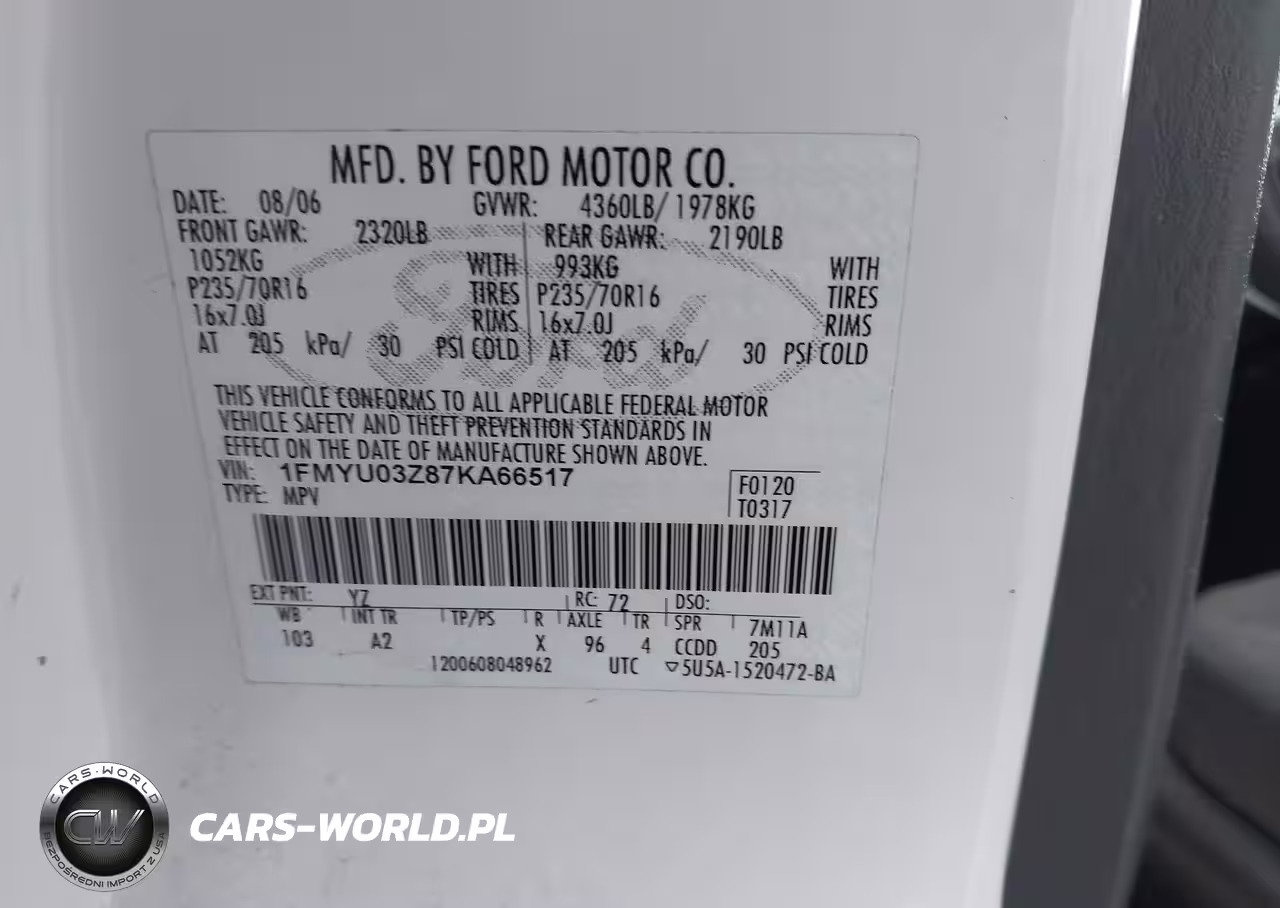 MFD. BY FORD MOTOR CO.
DATE: 08/06 GVWR: 4360LB/1978KG
FRONT GAWR: 2320LB REAR GAWR: 2190LB
1052KG WITH 993KG WITH
P235/70R16 TIRES P235/70R16 TIRES
16x7.0J RIMS 16x7.0J RIMS
AT 205 kPa/ 30 PSI COLD AT 205 kPa/ 30 PSI COLD
Ford
THIS VEHICLE CONFORMS TO ALL APPLICABLE FEDERAL MOTOR
VEHICLE SAFETY AND THEFT PREVENTION STANDARDS IN
EFFECT ON THE DATE OF MANUFACTURE SHOWN ABOVE.
VIN: 1FMYU03Z87KA66517
TYPE: MPV
F0120
T0317
EXT PNT: YZ RC: 72 DSO:
WB INT TR TP/PS R AXLE TR SPR 7M11A
103 A2 X 96 4 CCDD 205
1200608048962 UTC ▽5U5A-1520472-BA
CARS-WORLD
CW
BEZPOŚREDNI IMPORT Z USA
CARS-WORLD.PL